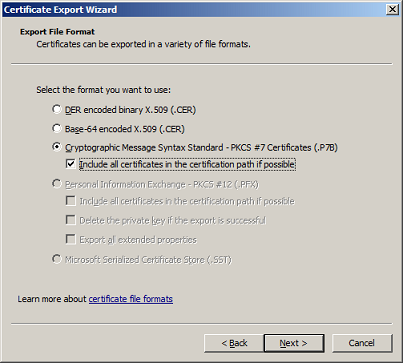 Certificate Export Wizard
Export File Format
Certificates can be exported in a variety of file formats.
Select the format you want to use:
DER encoded binary X.509 (.CER)
Base-64 encoded X.509 (.CER)
Cryptographic Message Syntax Standard - PKCS #7 Certificates (.P7B)
Include all certificates in the certification path if possible
Personal Information Exchange - PKCS #12 (.PFX)
Include all certificates in the certification path if possible
Delete the private key if the export is successful
Export all extended properties
Microsoft Serialized Certificate Store (.SST)
Learn more about certificate file formats
< Back
Next >
Cancel